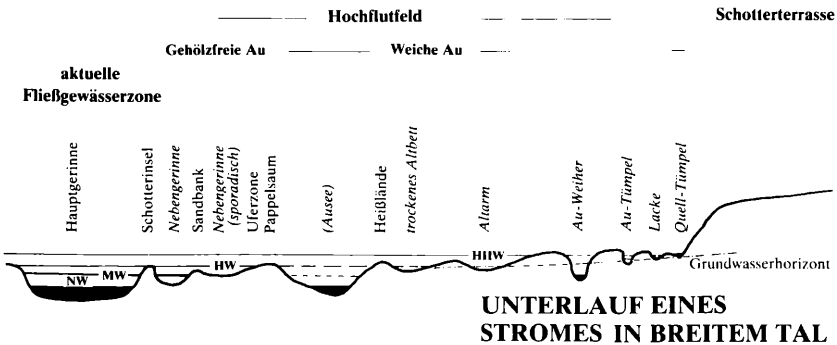 Hochflutfeld
Schotterterrasse
Gehölzfreie Au
Weiche Au
aktuelle
Fließgewässerzone
Hauptgerinne
Schotterinsel
Nebengerinne
Sandbank
Nebengerinne
(sporadisch)
Uferzone
Pappelsaum
(Ausee)
Heißlände
trockenes Altbett
Altarm
Au-Weiher
Au-Tümpel
Lacke
Quell-Tümpel
HHW
HW
MW
NW
Grundwasserhorizont
UNTERLAUF EINES
STROMES IN BREITEM TAL